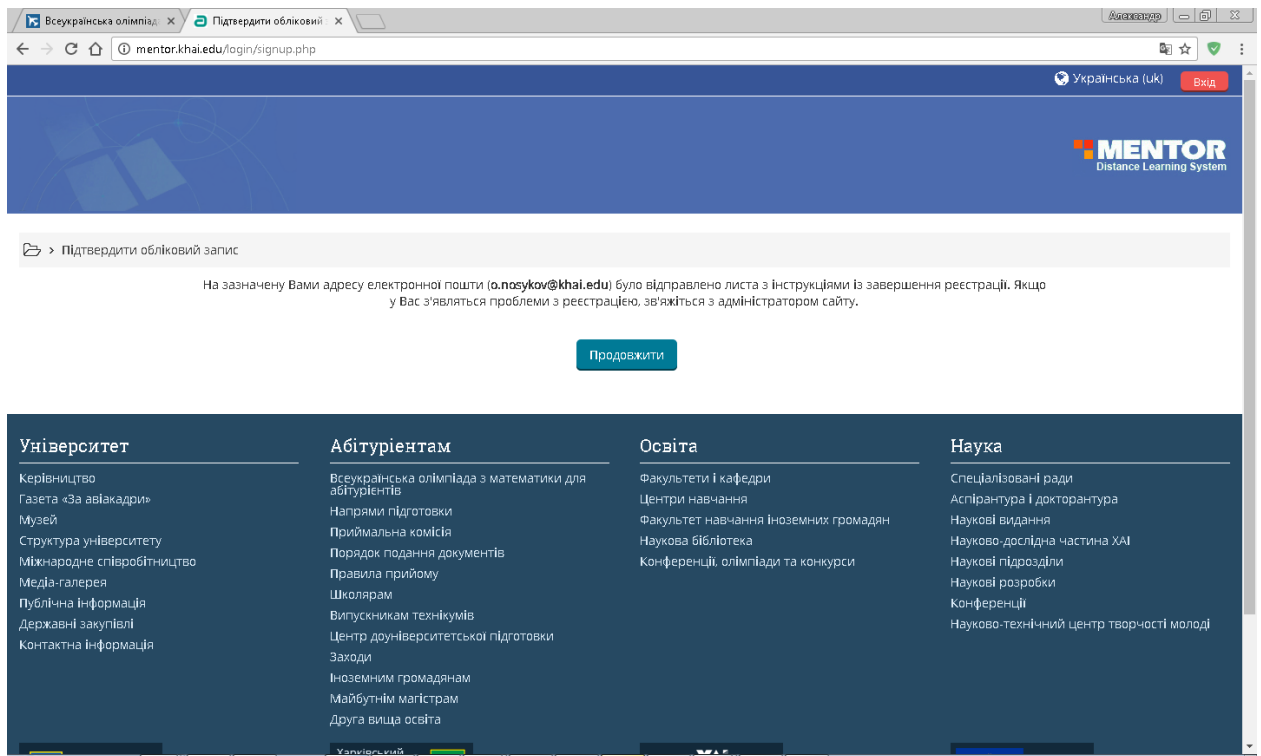 Всеукраїнська олімпіад
Підтвердити обліковий з
Александр
mentor.khai.edu/login/signup.php
Українська (uk)
Вхід
MENTOR
Distance Learning System
> Підтвердити обліковий запис
На зазначену Вами адресу електронної пошти (o.nosykov@khai.edu) було відправлено листа з інструкціями із завершення реєстрації. Якщо
у Вас з'являться проблеми з реєстрацією, зв'яжіться з адміністратором сайту.
Продовжити
Університет
Керівництво
Газета «За авіакадри»
Музей
Структура університету
Міжнародне співробітництво
Медіа-галерея
Публічна інформація
Державні закупівлі
Контактна інформація
Абітуріентам
Всеукраїнська олімпіада з математики для
абітурієнтів
Напрями підготовки
Приймальна комісія
Порядок подання документів
Правила прийому
Школярам
Випускникам технікумів
Центр доуніверситетської підготовки
Заходи
Іноземним громадянам
Майбутнім магістрам
Друга вища освіта
Освіта
Факультети і кафедри
Центри навчання
Факультет навчання іноземних громадян
Наукова бібліотека
Конференції, олімпіади та конкурси
Наука
Спеціалізовані ради
Аспірантура і докторантура
Наукові видання
Науково-дослідна частина ХАІ
Наукові підрозділи
Наукові розробки
Конференції
Науково-технічний центр творчості молоді
Харківський